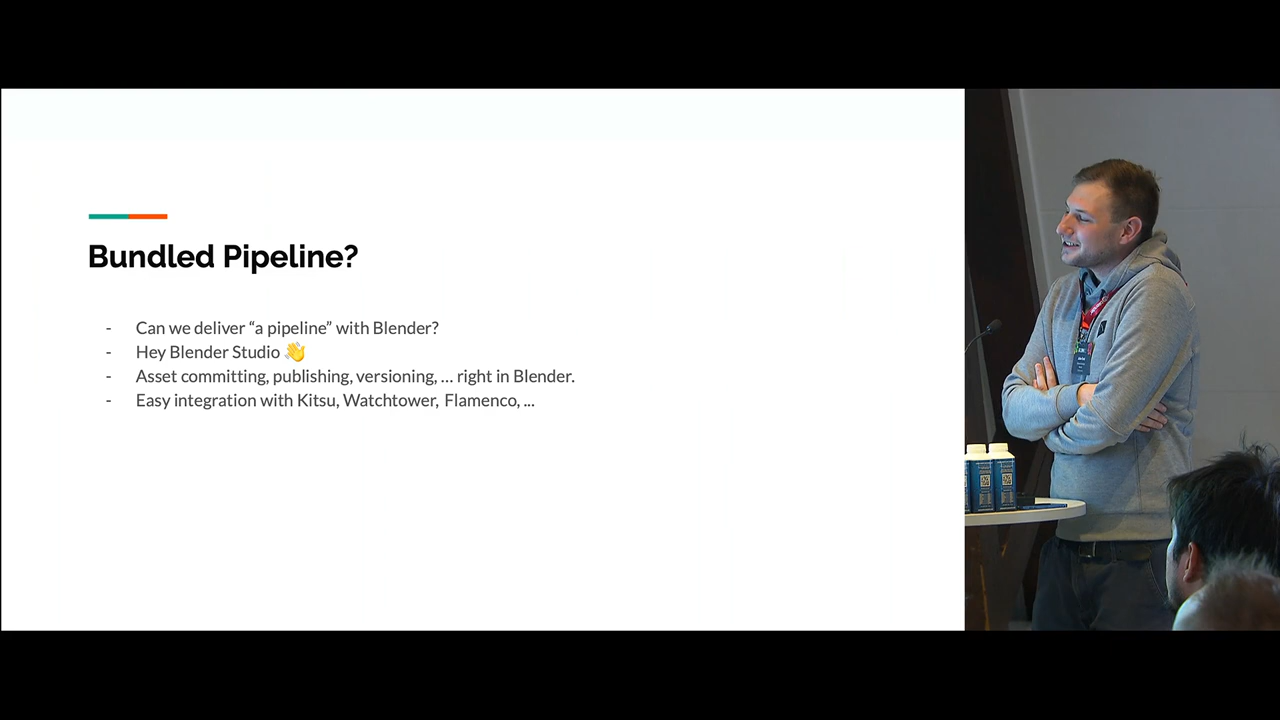 Bundled Pipeline?
- Can we deliver “a pipeline” with Blender?
- Hey Blender Studio 👋
- Asset committing, publishing, versioning, ... right in Blender.
- Easy integration with Kitsu, Watchtower, Flamenco, ...